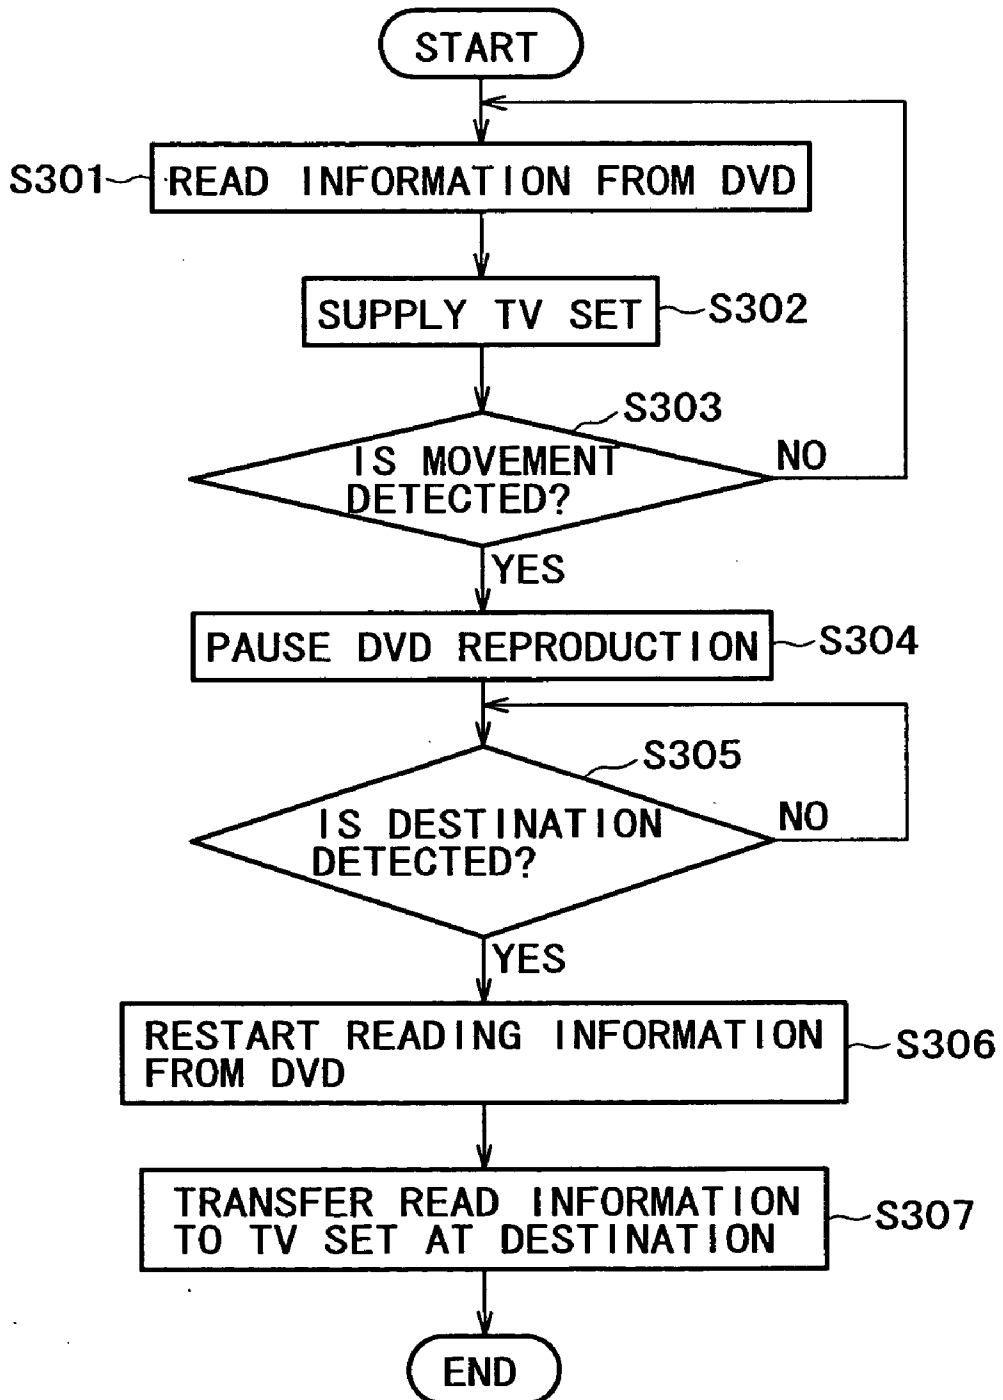 START
S301
READ INFORMATION FROM DVD
SUPPLY TV SET
S302
S303
IS MOVEMENT
DETECTED?
NO
YES
PAUSE DVD REPRODUCTION
S304
S305
IS DESTINATION
DETECTED?
NO
YES
RESTART READING INFORMATION
FROM DVD
S306
TRANSFER READ INFORMATION
TO TV SET AT DESTINATION
S307
END